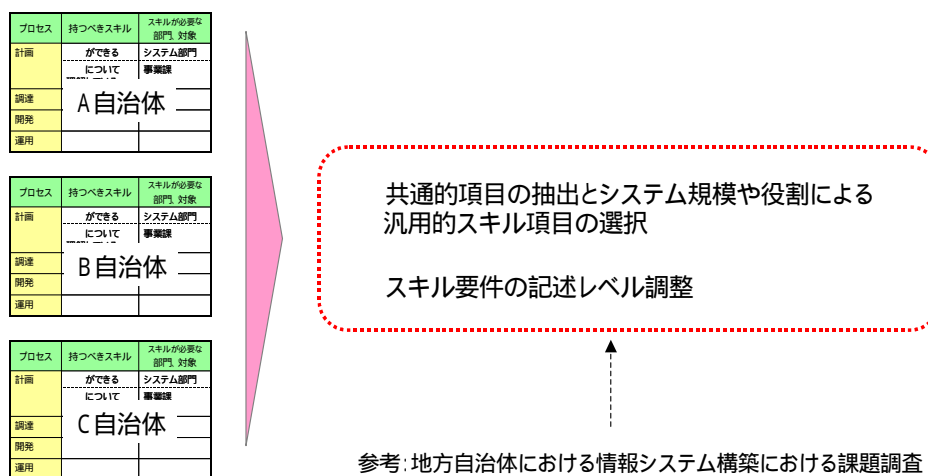 プロセス 持つべきスキル スキルが必要な
部門、対象
計画 ができる システム部門
について 事業課
調達
A自治体
開発
運用
プロセス 持つべきスキル スキルが必要な
部門、対象
計画 ができる システム部門
について 事業課
調達
B自治体
開発
運用
プロセス 持つべきスキル スキルが必要な
部門、対象
計画 ができる システム部門
について 事業課
調達
C自治体
開発
運用
共通的項目の抽出とシステム規模や役割による
汎用的スキル項目の選択
スキル要件の記述レベル調整
参考:地方自治体における情報システム構築における課題調査